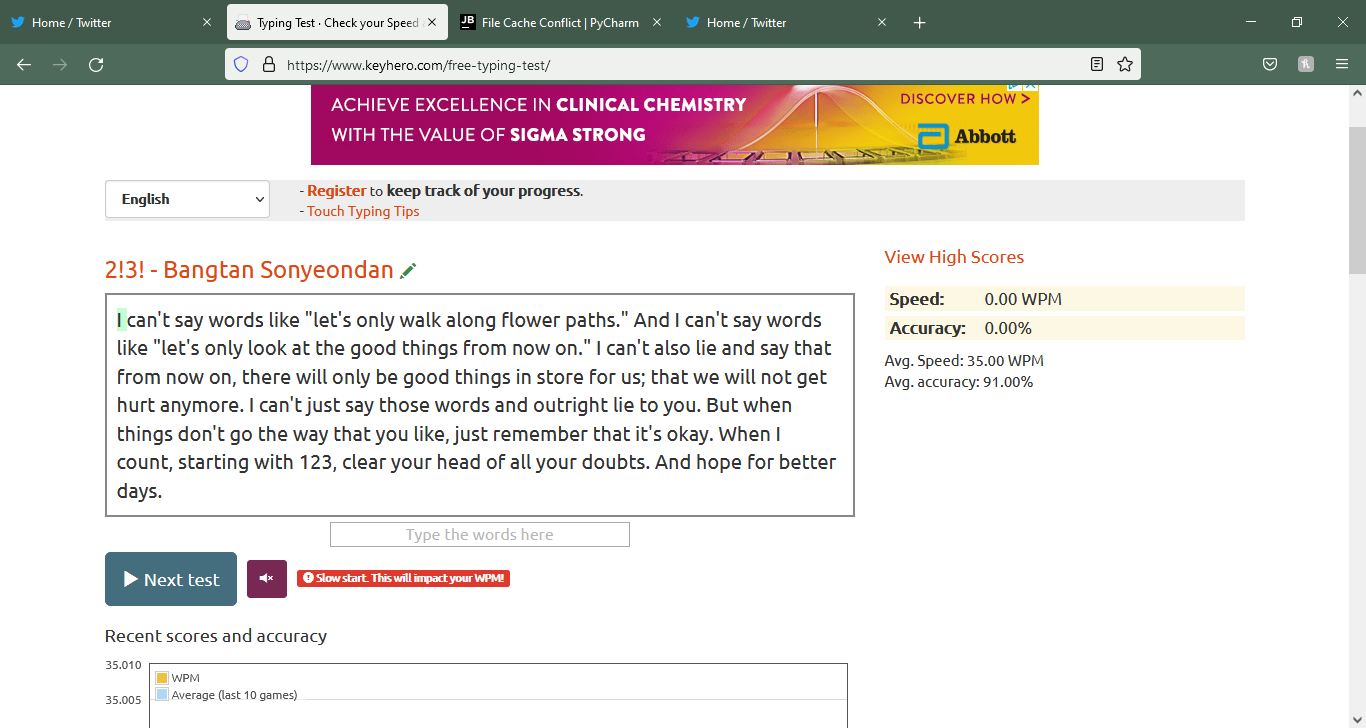 Home / Twitter
Typing Test · Check your Speed
JB
File Cache Conflict | PyCharm
Home / Twitter
https://www.keyhero.com/free-typing-test/
ACHIEVE EXCELLENCE IN CLINICAL CHEMISTRY
WITH THE VALUE OF SIGMA STRONG
DISCOVER HOW >
Abbott
English
- Register to keep track of your progress.
- Touch Typing Tips
2!3! - Bangtan Sonyeondan
I can't say words like "let's only walk along flower paths." And I can't say words
like "let's only look at the good things from now on." I can't also lie and say that
from now on, there will only be good things in store for us; that we will not get
hurt anymore. I can't just say those words and outright lie to you. But when
things don't go the way that you like, just remember that it's okay. When I
count, starting with 123, clear your head of all your doubts. And hope for better
days.
Type the words here
Next test
Slow start. This will impact your WPM!
View High Scores
Speed: 0.00 WPM
Accuracy: 0.00%
Avg. Speed: 35.00 WPM
Avg. accuracy: 91.00%
Recent scores and accuracy
35.010
WPM
Average (last 10 games)
35.005